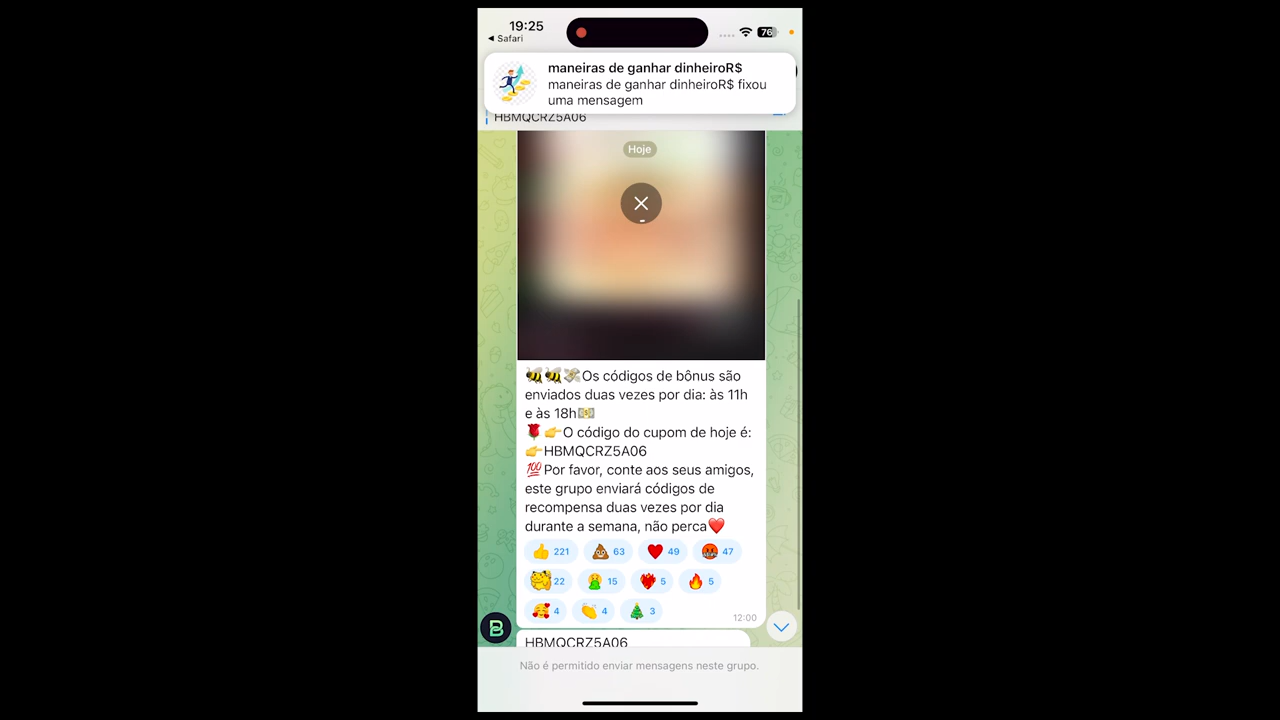 19:25
76
◀ Safari
maneiras de ganhar dinheiroR$
maneiras de ganhar dinheiroR$ fixou
uma mensagem
HBMQCRZ5A06
Hoje
🐝🐝💸Os códigos de bônus são
enviados duas vezes por dia: às 11h
e às 18h💵
🌹👉O código do cupom de hoje é:
👉HBMQCRZ5A06
💯Por favor, conte aos seus amigos,
este grupo enviará códigos de
recompensa duas vezes por dia
durante a semana, não perca❤️
221 63 49 47
22 15 5 5
4 4 3
12:00
B
HBMQCRZ5A06
Não é permitido enviar mensagens neste grupo.